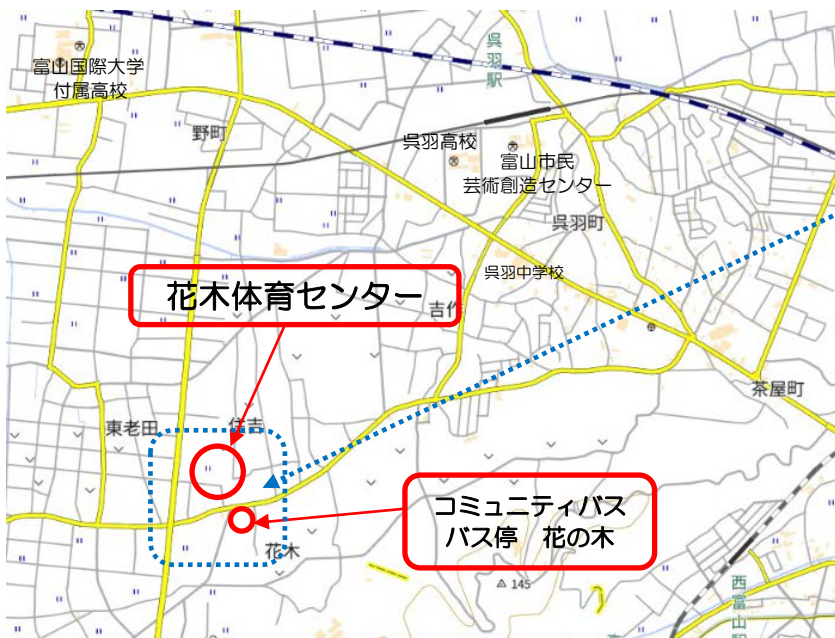 呉羽駅
富山国際大学
付属高校
野町
呉羽高校
富山市民
芸術創造センター
呉羽町
呉羽中学校
花木体育センター
吉作
茶屋町
東老田
住吉
コミュニティバス
バス停　花の木
花木
145
西富山駅